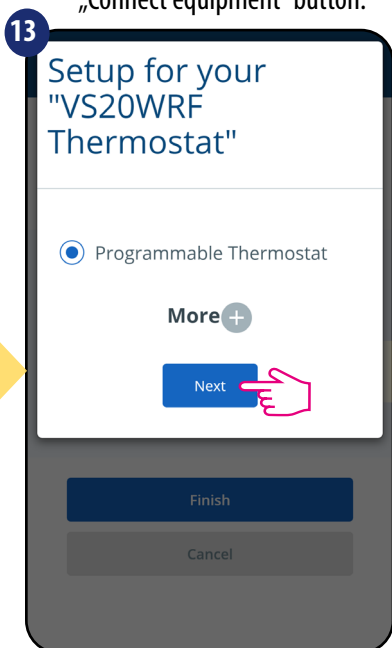 „Connect equipment" button.
13
Setup for your
"VS20WRF
Thermostat"
Programmable Thermostat
More +
Next
Finish
Cancel